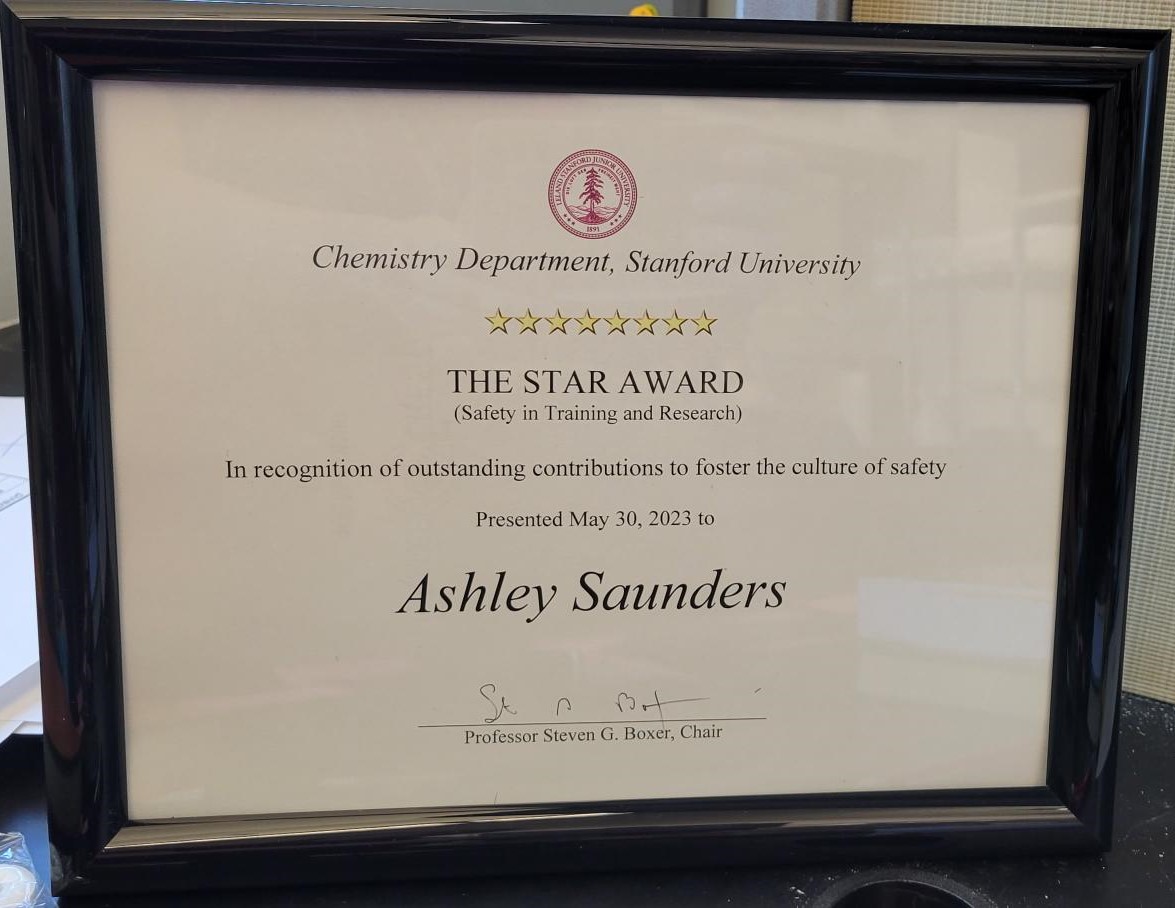 LELAND STANFORD JUNIOR UNIVERSITY
1891
Chemistry Department, Stanford University
THE STAR AWARD
(Safety in Training and Research)
In recognition of outstanding contributions to foster the culture of safety
Presented May 30, 2023 to
Ashley Saunders
Professor Steven G. Boxer, Chair